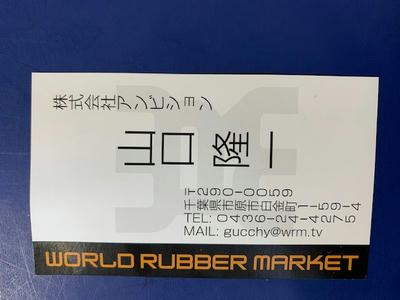 株式会社アンビション
山口 隆一
〒290-0059
千葉県市原市白金町1-59-4
TEL: 0436-24-4275
MAIL: gucchy@wrm.tv
WORLD RUBBER MARKET